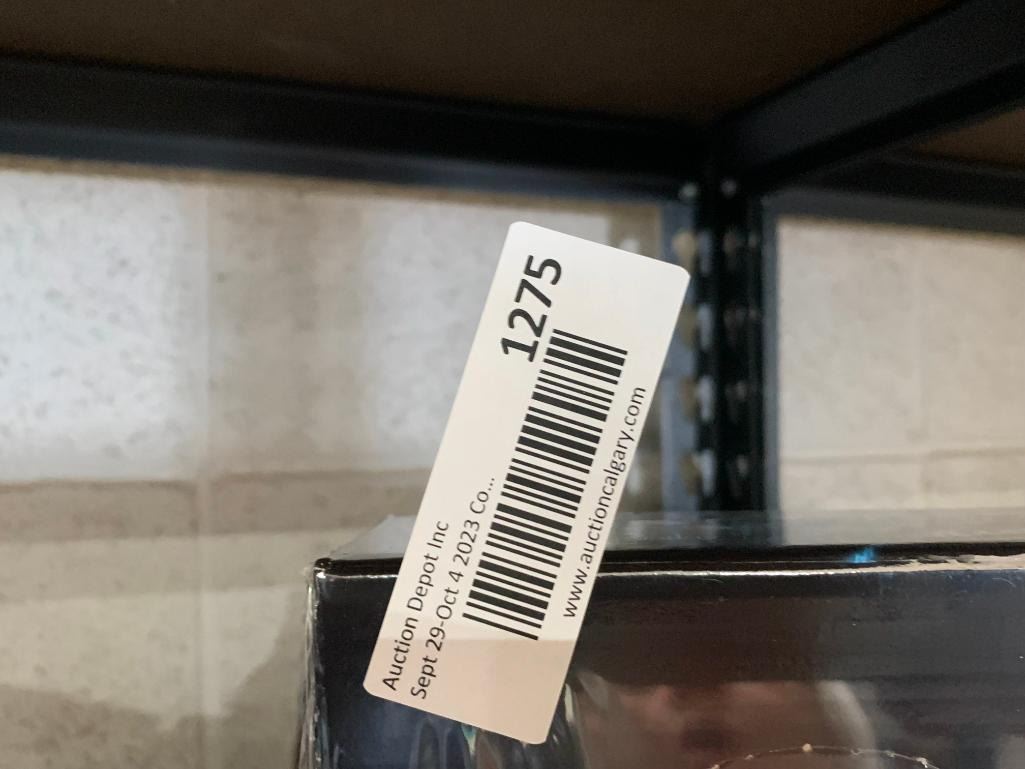 Auction Depot Inc
Sept 29-Oct 4 2023 Co...
1275
www.auctioncalgary.com